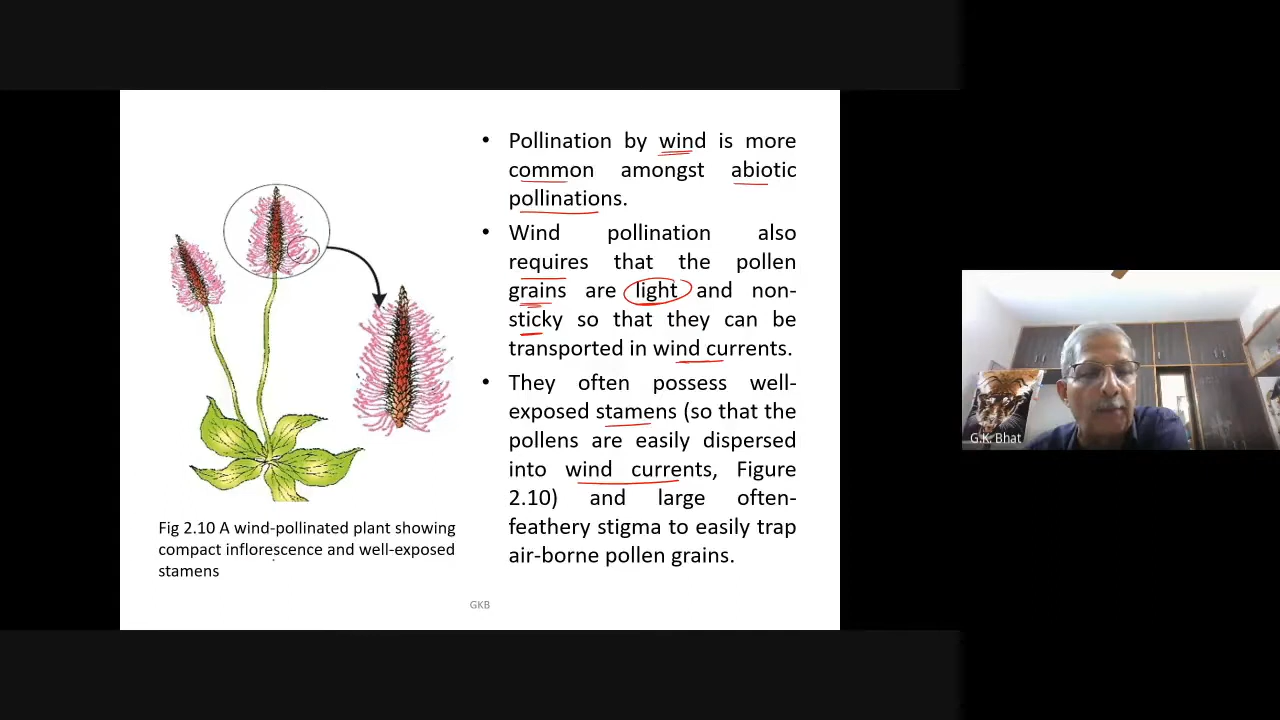 • Pollination by wind is more
common amongst abiotic
pollinations.
• Wind pollination also
requires that the pollen
grains are light and non-
sticky so that they can be
transported in wind currents.
• They often possess well-
exposed stamens (so that the
pollens are easily dispersed
into wind currents, Figure
2.10) and large often-
feathery stigma to easily trap
air-borne pollen grains.
Fig 2.10 A wind-pollinated plant showing
compact inflorescence and well-exposed
stamens
GKB
G.K. Bhat